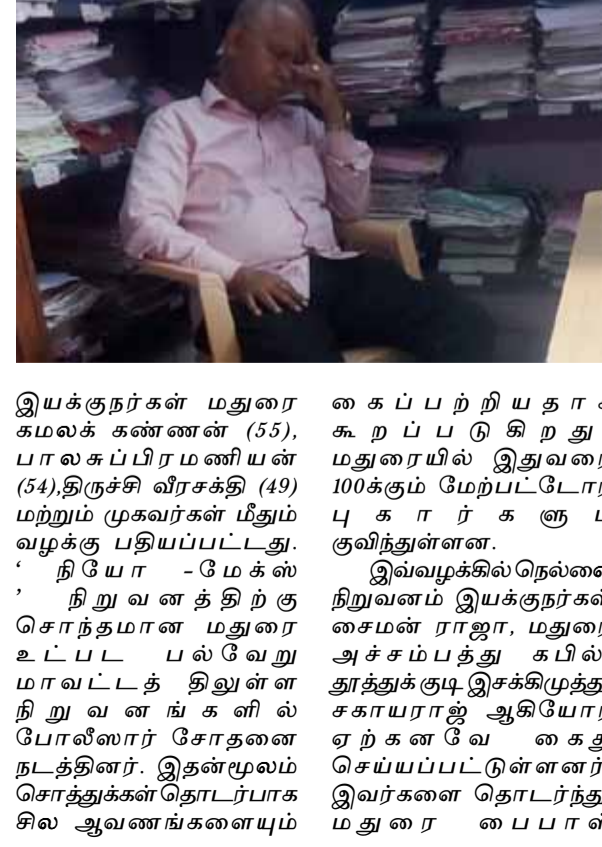 இயக்குநர்கள் மதுரை
கமலக் கண்ணன் (55),
பாலசுப்பிரமணியன்
(54),திருச்சி வீரசக்தி (49)
மற்றும் முகவர்கள் மீதும்
வழக்கு பதியப்பட்டது.
‘ நியோ -மேக்ஸ்
’ நிறுவனத்திற்கு
சொந்தமான மதுரை
உட்பட பல்வேறு
மாவட்டத் திலுள்ள
நிறுவனங்களில்
போலீஸார் சோதனை
நடத்தினர். இதன்மூலம்
சொத்துக்கள் தொடர்பாக
சில ஆவணங்களையும்
கைப்பற்றியதாக
கூறப்படுகிறது
மதுரையில் இதுவரை
100க்கும் மேற்பட்டோர்
புகார்களும்
குவிந்துள்ளன.
இவ்வழக்கில் நெல்லை
நிறுவனம் இயக்குநர்கள்
சைமன் ராஜா, மதுரை
அச்சம்பத்து கபில்
தூத்துக்குடி இசக்கிமுத்து
சகாயராஜ் ஆகியோர்
ஏற்கனவே கைது
செய்யப்பட்டுள்ளனர்
இவர்களை தொடர்ந்து
மதுரை பைபாஸ்